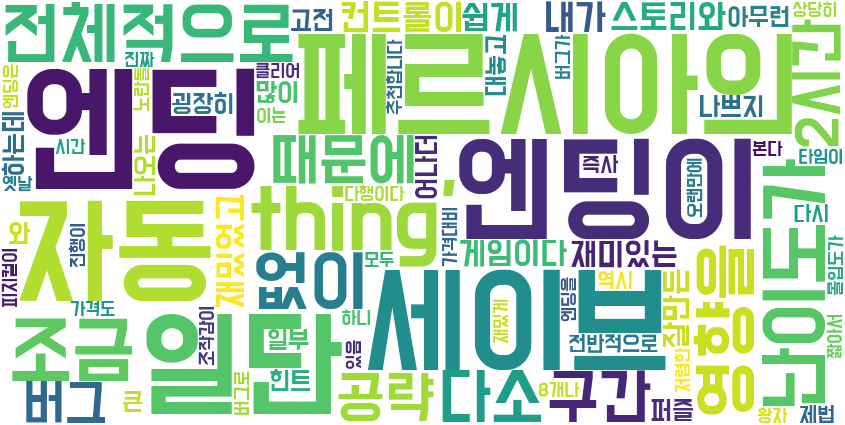 전체적으로
고전
컨트롤이
쉽게
내가
스토리와
아무런
상당히
진짜
엔딩은
노란돌
클리어
추천합니다
대놓고
버그가
2시간
엔딩
굉장히
많이
페르시아의
나쁘지
하는데
시간
이는
옛날
나오는
때문에
어나더
엔딩이
즉사
본다
타임이
오랜만에
다행이다
자동
thing,
난이도가
와
진행이
재밌었고
가격대비
다시
피지컬이
없이
모두
게임이다
재미있는
영향을
몰입도가
역시
엔딩을
잘만든
가격도
세이브
재밌게
조금
일단
하니
조작감이
일부
있음
전반적으로
짧아서
힌트
저렴한
버그
큰
버그로
공략
다소
8개나
구간
퍼즐
왕자
제법